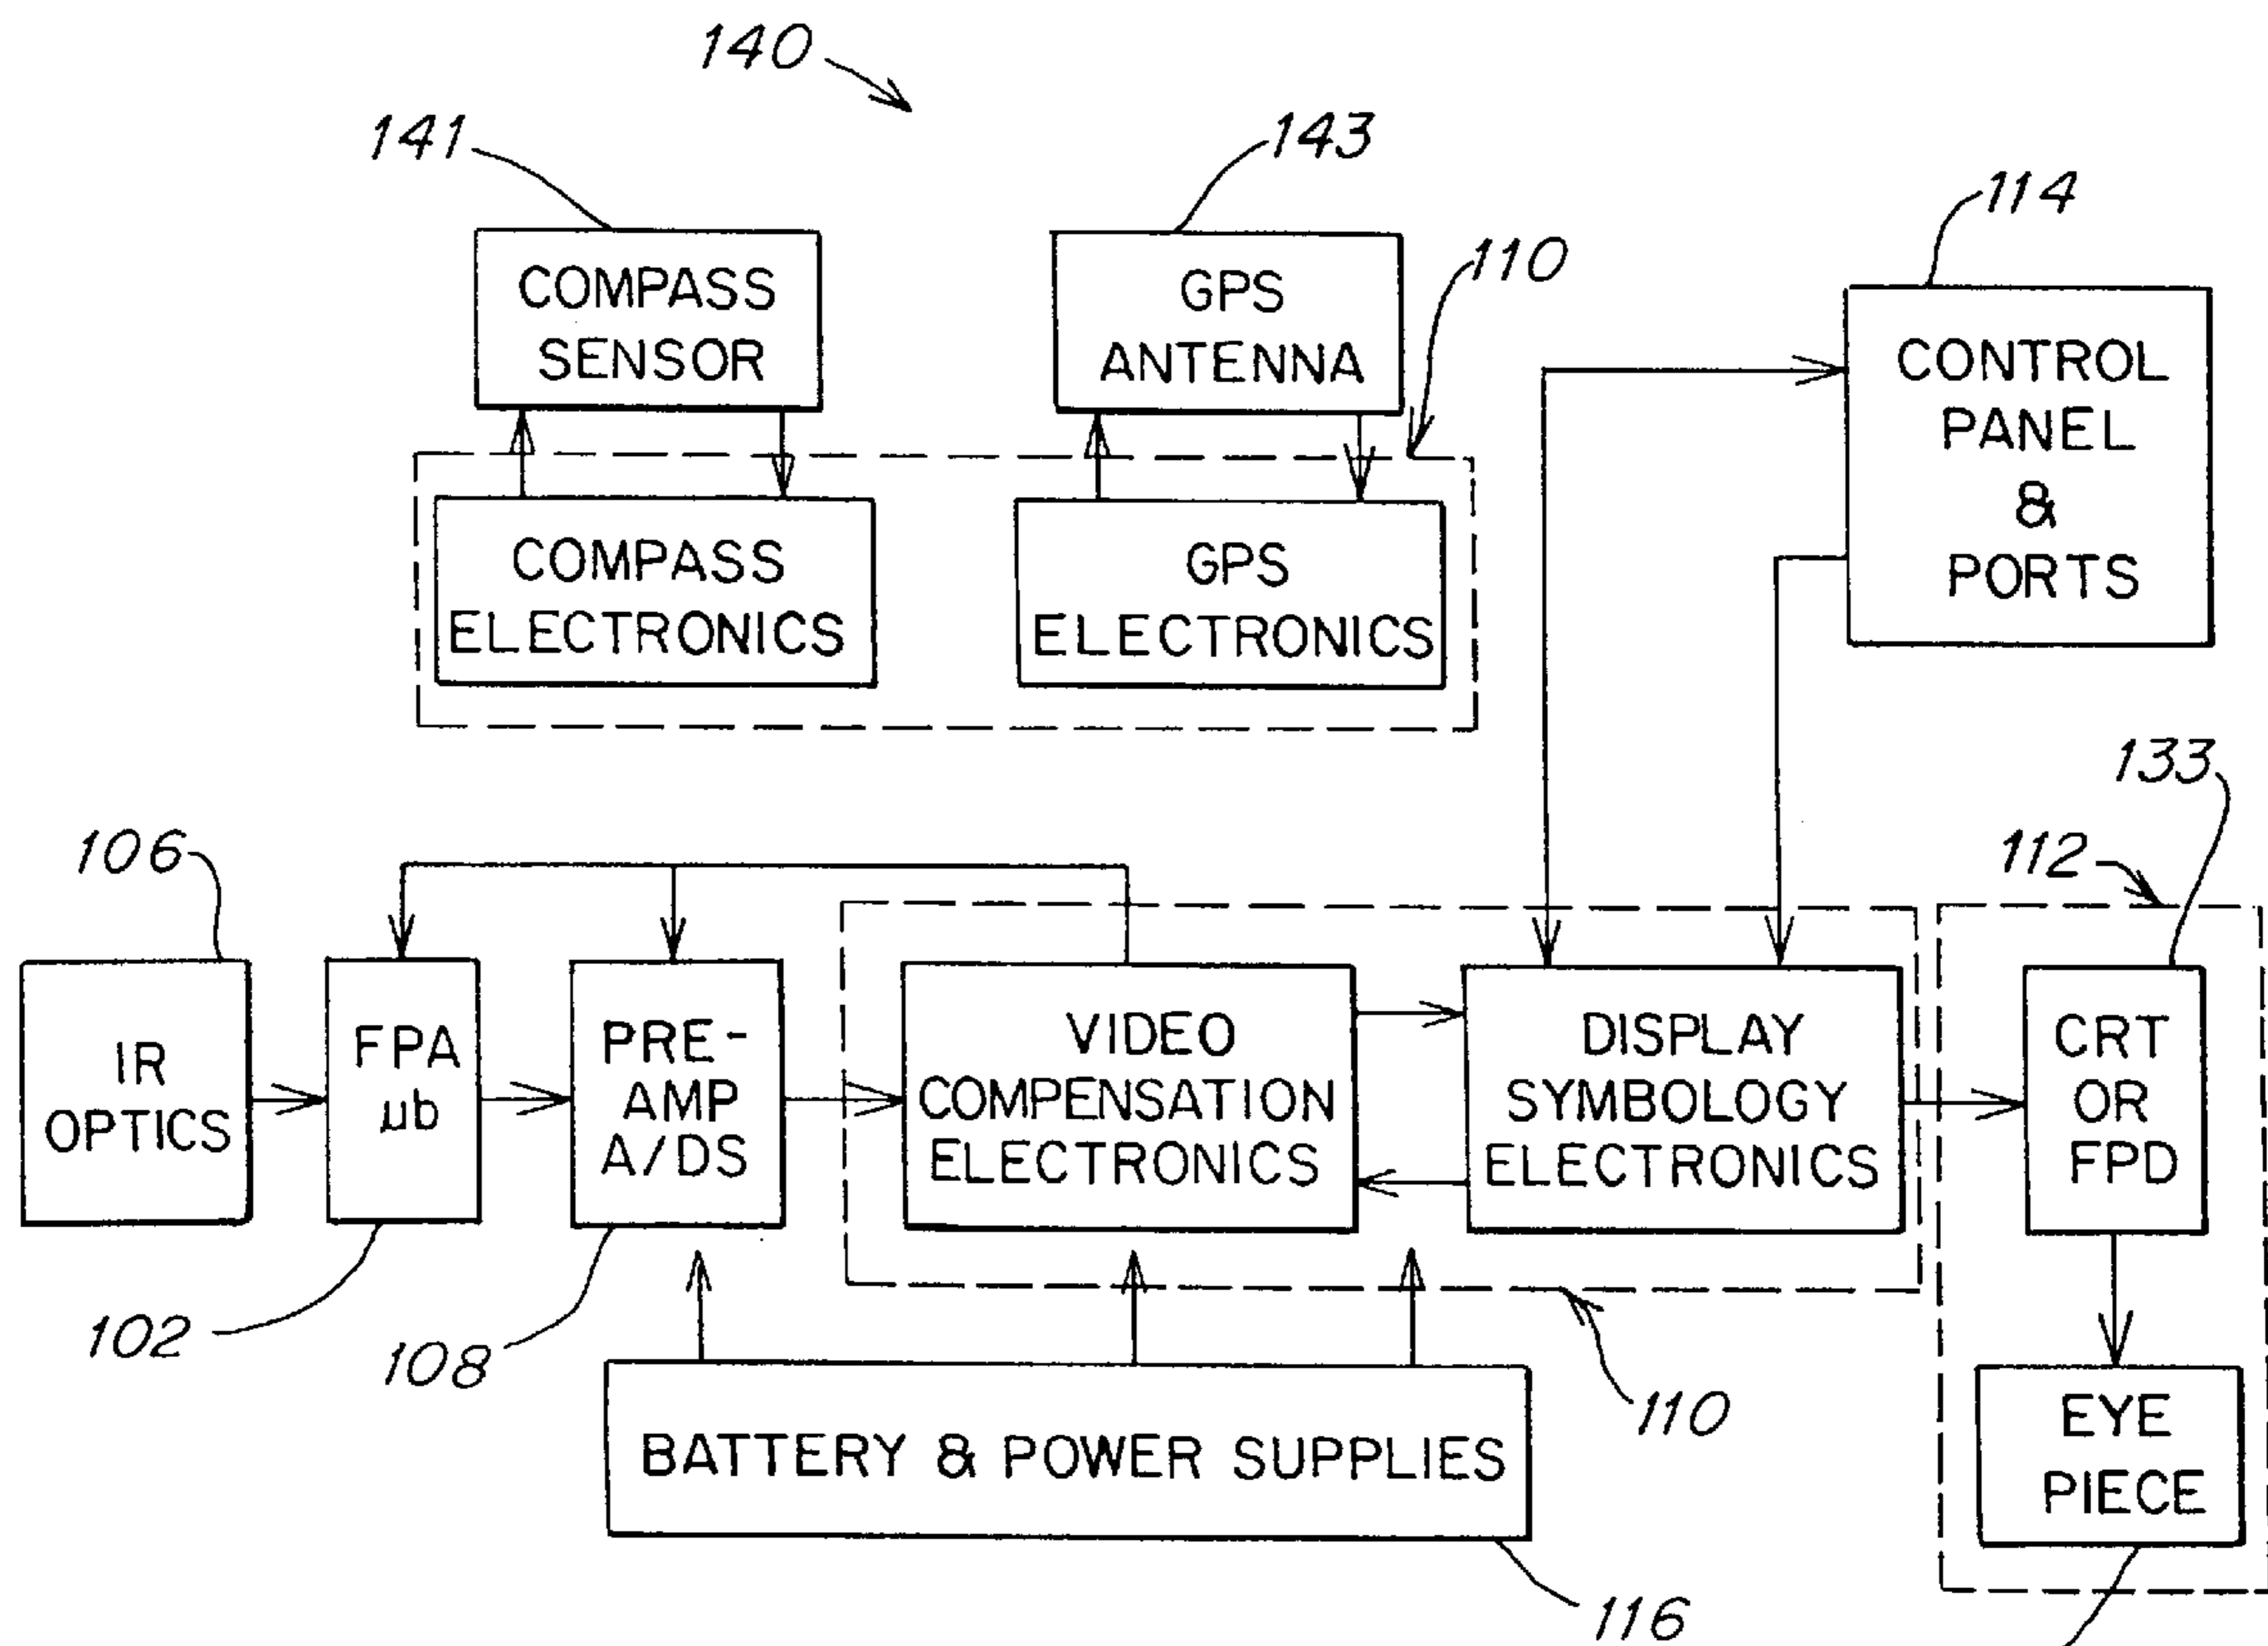 140
141
143
114
110
COMPASS
SENSOR
GPS
ANTENNA
CONTROL
PANEL
&
PORTS
COMPASS
ELECTRONICS
GPS
ELECTRONICS
133
106
112
IR
OPTICS
FPA
µb
PRE-
AMP
A/DS
VIDEO
COMPENSATION
ELECTRONICS
DISPLAY
SYMBOLOGY
ELECTRONICS
CRT
OR
FPD
102
108
110
BATTERY & POWER SUPPLIES
EYE
PIECE
116